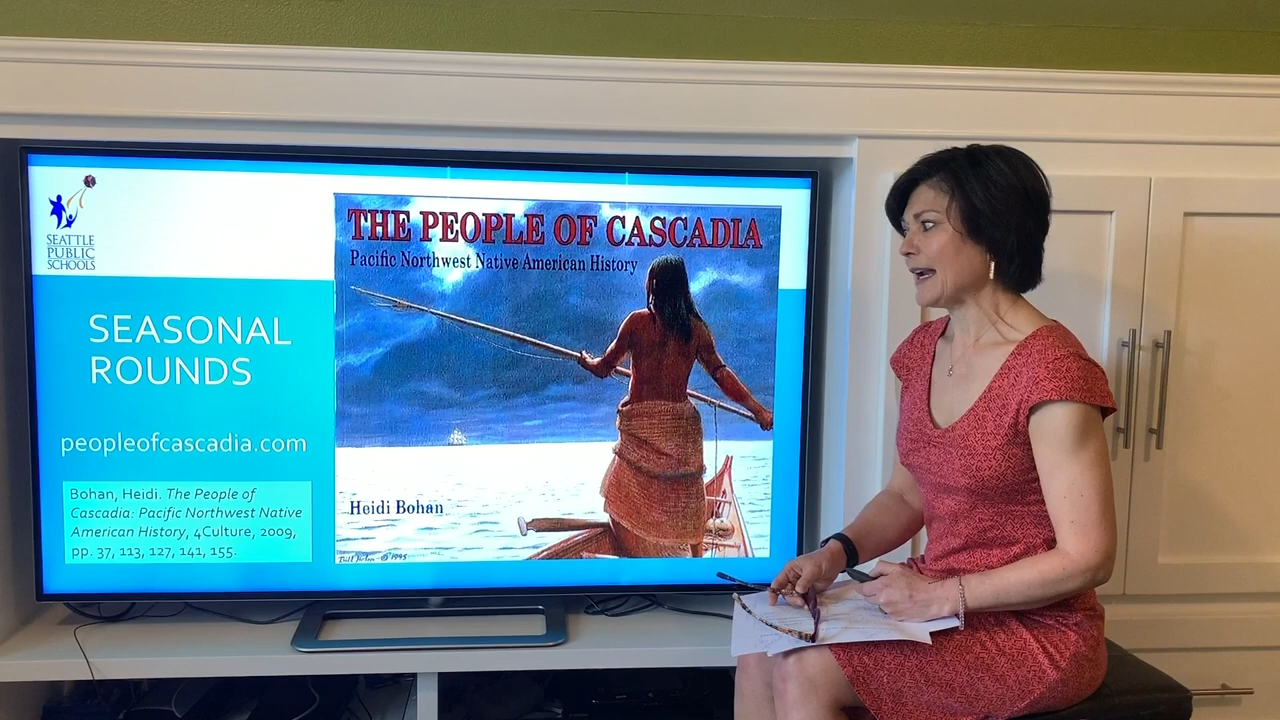 SEATTLE
PUBLIC
SCHOOLS
SEASONAL
ROUNDS
peopleofcascadia.com
Bohan, Heidi. The People of
Cascadia: Pacific Northwest Native
American History, 4Culture, 2009,
pp. 37, 113, 127, 141, 155.
THE PEOPLE OF CASCADIA
Pacific Northwest Native American History
Heidi Bohan
© 1995